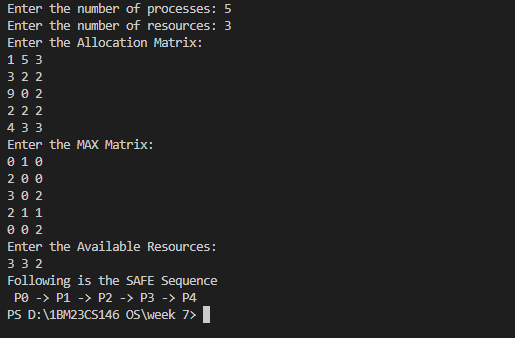 Enter the number of processes: 5
Enter the number of resources: 3
Enter the Allocation Matrix:
1 5 3
3 2 2
9 0 2
2 2 2
4 3 3
Enter the MAX Matrix:
0 1 0
2 0 0
3 0 2
2 1 1
0 0 2
Enter the Available Resources:
3 3 2
Following is the SAFE Sequence
 P0 -> P1 -> P2 -> P3 -> P4
PS D:\1BM23CS146 OS\week 7>